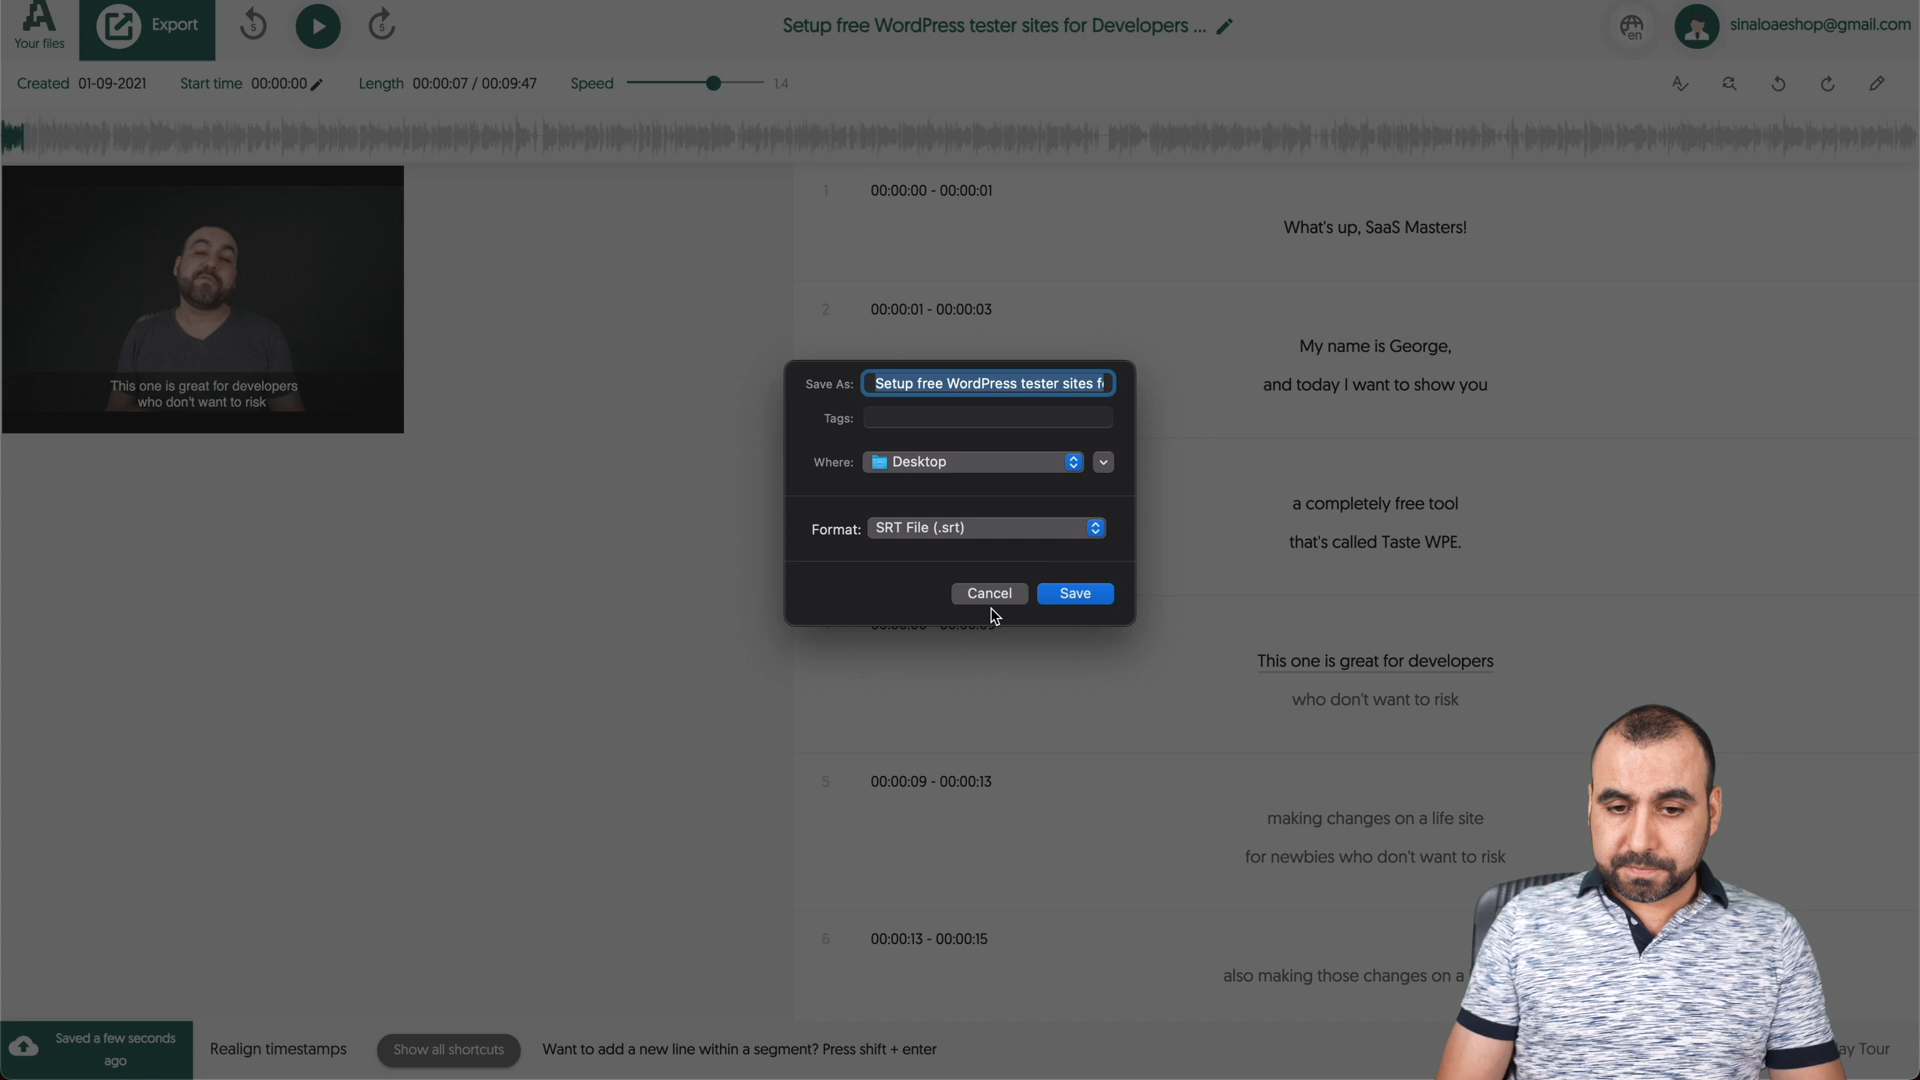 Your files
Export
5
5
Setup free WordPress tester sites for Developers ...
en
sinaloaeshop@gmail.com
Created 01-09-2021
Start time 00:00:00
Length 00:00:07 / 00:09:47
Speed
1.4
1
00:00:00 - 00:00:01
What's up, SaaS Masters!
2
00:00:01 - 00:00:03
My name is George,
and today I want to show you
This one is great for developers
who don't want to risk
Save As: Setup free WordPress tester sites
Tags:
Where: Desktop
Format: SRT File (.srt)
Cancel
Save
a completely free tool
that's called Taste WPE.
This one is great for developers
who don't want to risk
5
00:00:09 - 00:00:13
making changes on a life site
for newbies who don't want to risk
6
00:00:13 - 00:00:15
also making those changes on a
Saved a few seconds
ago
Realign timestamps
Show all shortcuts
Want to add a new line within a segment? Press shift + enter
Tour